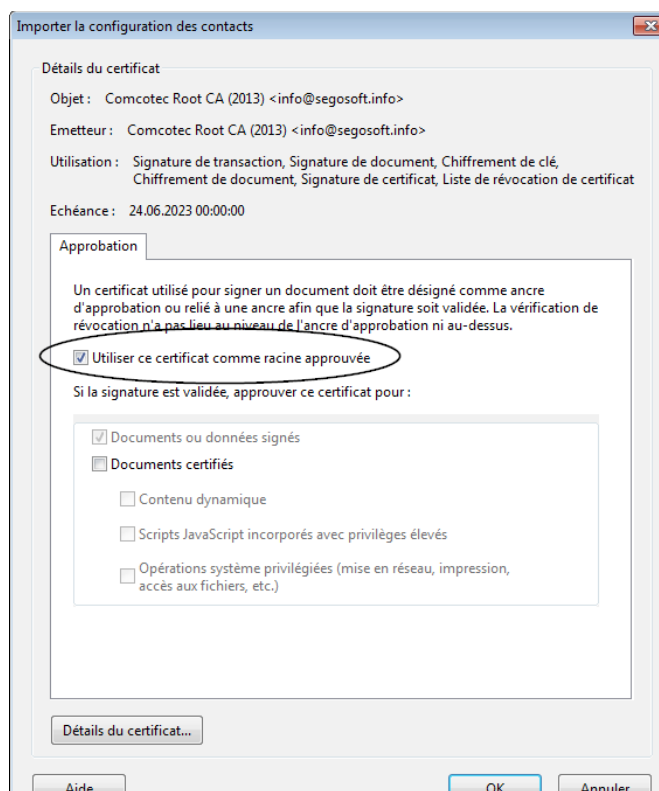 Importer la configuration des contacts
Détails du certificat
Objet : Comcotec Root CA (2013) <info@segosoft.info>
Emetteur : Comcotec Root CA (2013) <info@segosoft.info>
Utilisation : Signature de transaction, Signature de document, Chiffrement de clé,
Chiffrement de document, Signature de certificat, Liste de révocation de certificat
Echéance : 24.06.2023 00:00:00
Approbation
Un certificat utilisé pour signer un document doit être désigné comme ancre
d'approbation ou relié à une ancre afin que la signature soit validée. La vérification de
révocation n'a pas lieu au niveau de l'ancre d'approbation ni au-dessus.
Utiliser ce certificat comme racine approuvée
Si la signature est validée, approuver ce certificat pour :
Documents ou données signés
Documents certifiés
Contenu dynamique
Scripts JavaScript incorporés avec privilèges élevés
Opérations système privilégiées (mise en réseau, impression,
accès aux fichiers, etc.)
Détails du certificat...
Aide OK Annuler